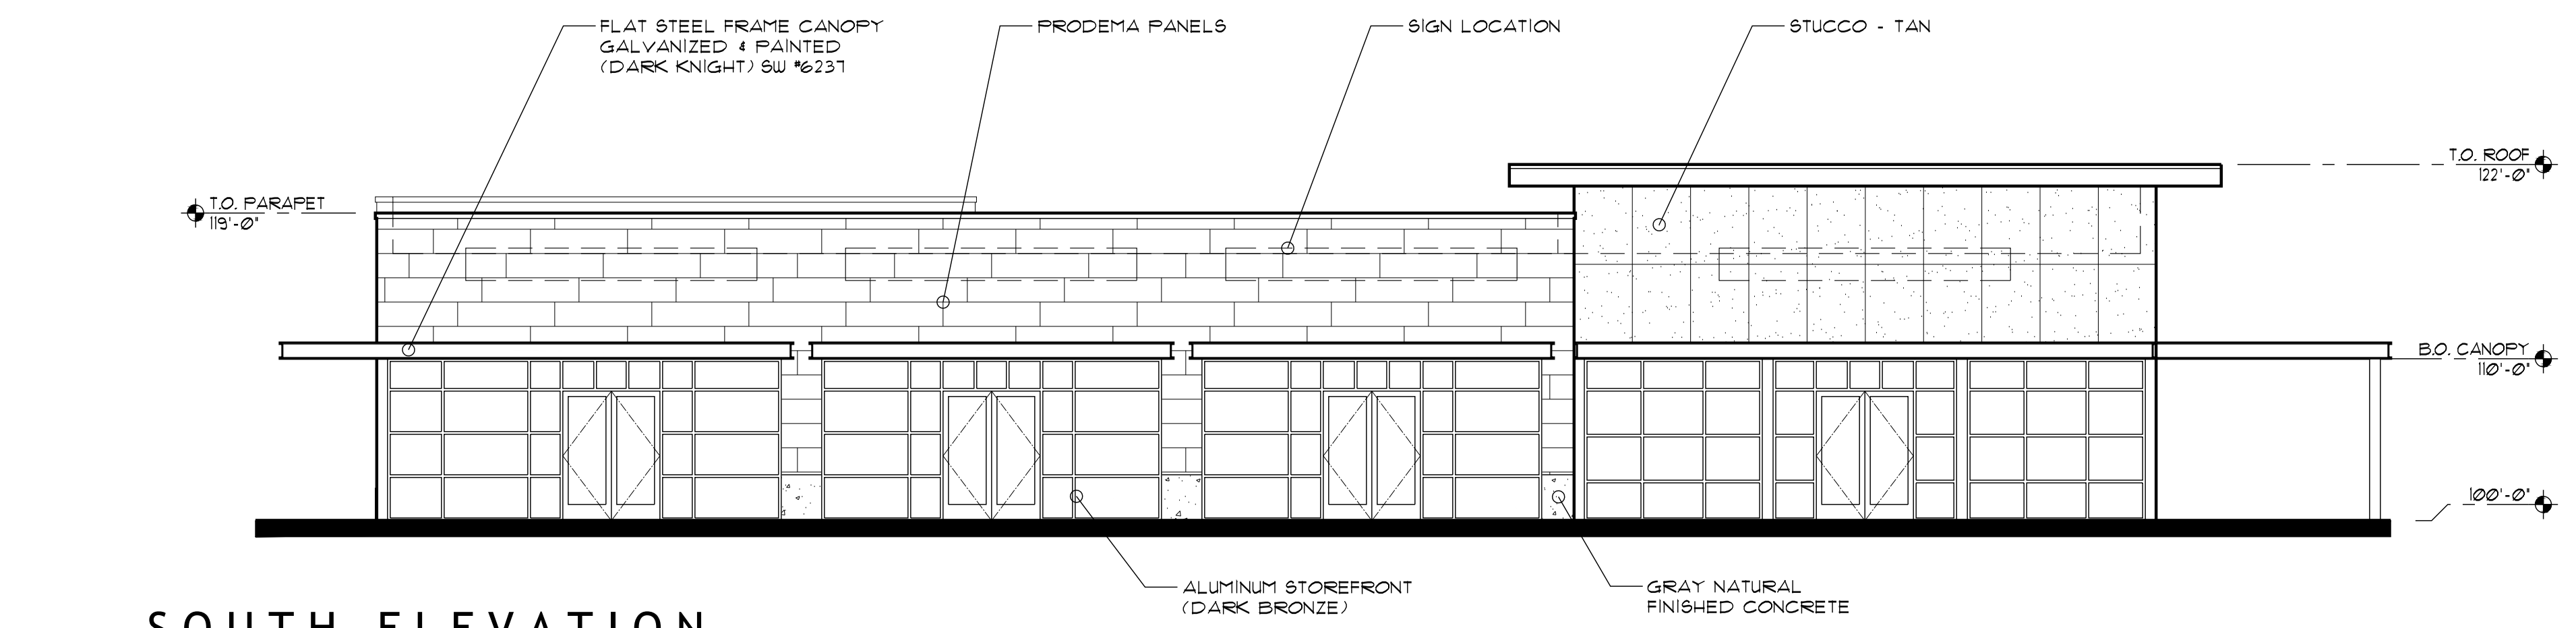 FLAT STEEL FRAME CANOPY
GALVANIZED & PAINTED
(DARK KNIGHT) SW #6237
PRODEMA PANELS
SIGN LOCATION
STUCCO - TAN
T.O. ROOF
122'-0"
T.O. PARAPET
119'-0"
B.O. CANOPY
110'-0"
100'-0"
ALUMINUM STOREFRONT
(DARK BRONZE)
GRAY NATURAL
FINISHED CONCRETE
SOUTH ELEVATION